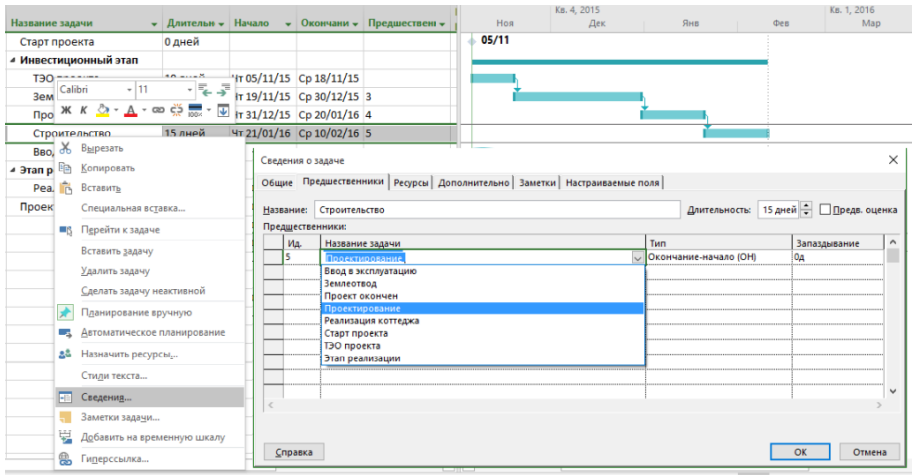 Название задачи Длительн Начало Окончани Предшественн
Кв. 4, 2015 Кв. 1, 2016
Ноя Дек Янв Фев Мар
Старт проекта 0 дней 05/11
Инвестиционный этап
ТЭО проекта Чт 05/11/15 Ср 18/11/15
Calibri 11
Зем Чт 19/11/15 Ср 30/12/15 3
Ж К А 100%
Про Чт 31/12/15 Ср 20/01/16 4
Строительство 15 дней Чт 21/01/16 Ср 10/02/16 5
Ввод
Этап р
Реа
Проек
Вырезать
Копировать
Вставить
Специальная вставка...
Перейти к задаче
Вставить задачу
Удалить задачу
Сделать задачу неактивной
Планирование вручную
Автоматическое планирование
Назначить ресурсы...
Стили текста...
Сведения...
Заметки задачи...
Добавить на временную шкалу
Гиперссылка...
Сведения о задаче
Общие Предшественники Ресурсы Дополнительно Заметки Настраиваемые поля
Название: Строительство Длительность: 15 дней Предв. оценка
Предшественники:
Ид. Название задачи Тип Запаздывание
5 Проектирование Окончание-начало (ОН) 0д
Ввод в эксплуатацию
Землеотвод
Проект окончен
Проектирование
Реализация коттеджа
Старт проекта
ТЭО проекта
Этап реализации
Справка ОК Отмена